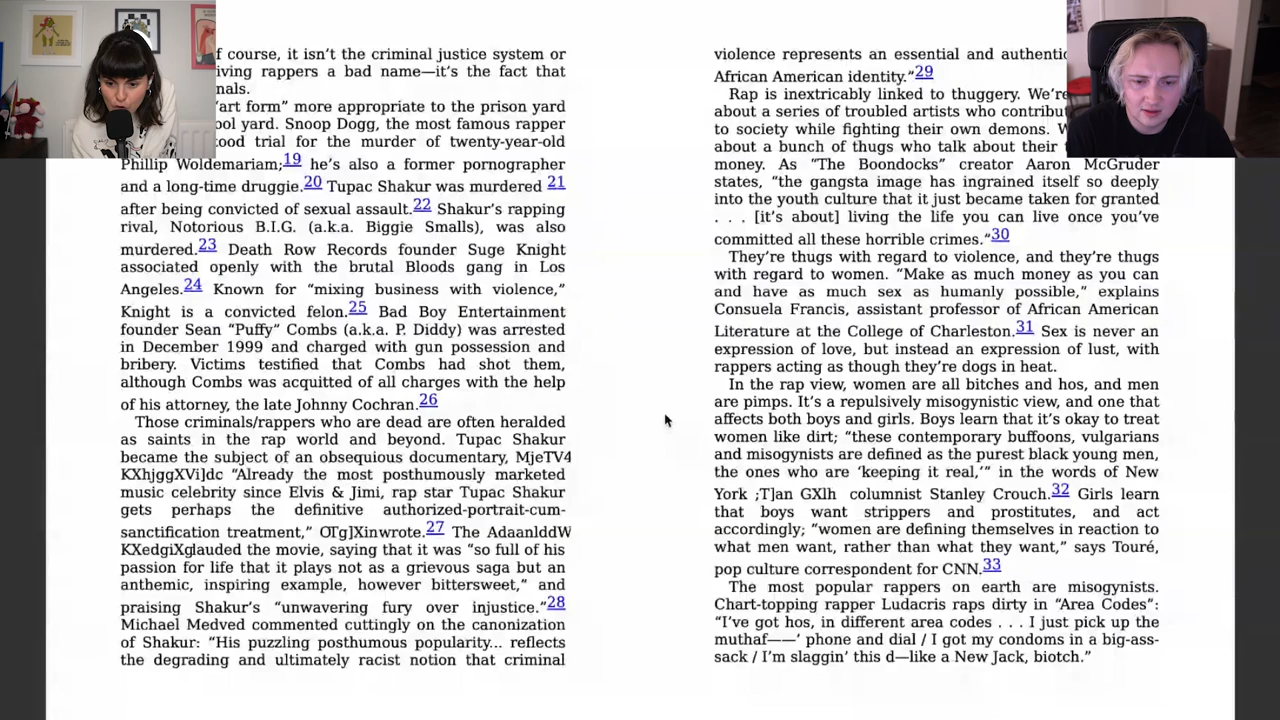 f course, it isn't the criminal justice system or
iving rappers a bad name—it's the fact that
nals.
“art form” more appropriate to the prison yard
ol yard. Snoop Dogg, the most famous rapper
ood trial for the murder of twenty-year-old
Phillip Woldemariam;19 he's also a former pornographer
and a long-time druggie.20 Tupac Shakur was murdered 21
after being convicted of sexual assault.22 Shakur's rapping
rival, Notorious B.I.G. (a.k.a. Biggie Smalls), was also
murdered.23 Death Row Records founder Suge Knight
associated openly with the brutal Bloods gang in Los
Angeles.24 Known for “mixing business with violence,”
Knight is a convicted felon.25 Bad Boy Entertainment
founder Sean “Puffy” Combs (a.k.a. P. Diddy) was arrested
in December 1999 and charged with gun possession and
bribery. Victims testified that Combs had shot them,
although Combs was acquitted of all charges with the help
of his attorney, the late Johnny Cochran.26
Those criminals/rappers who are dead are often heralded
as saints in the rap world and beyond. Tupac Shakur
became the subject of an obsequious documentary, MjeTV4
KXhjggXVi]dc “Already the most posthumously marketed
music celebrity since Elvis & Jimi, rap star Tupac Shakur
gets perhaps the definitive authorized-portrait-cum-
sanctification treatment,” OTg]Xinwrote.27 The AdaanlddW
KXedgiXglauded the movie, saying that it was “so full of his
passion for life that it plays not as a grievous saga but an
anthemic, inspiring example, however bittersweet,” and
praising Shakur's “unwavering fury over injustice.”28
Michael Medved commented cuttingly on the canonization
of Shakur: “His puzzling posthumous popularity... reflects
the degrading and ultimately racist notion that criminal
violence represents an essential and authentic
African American identity.“29
Rap is inextricably linked to thuggery. We're
about a series of troubled artists who contribut
to society while fighting their own demons. W
about a bunch of thugs who talk about their
money. As “The Boondocks” creator Aaron McGruder
states, “the gangsta image has ingrained itself so deeply
into the youth culture that it just became taken for granted
. . . [it's about] living the life you can live once you've
committed all these horrible crimes.“30
They're thugs with regard to violence, and they're thugs
with regard to women. “Make as much money as you can
and have as much sex as humanly possible,” explains
Consuela Francis, assistant professor of African American
Literature at the College of Charleston.31 Sex is never an
expression of love, but instead an expression of lust, with
rappers acting as though they're dogs in heat.
In the rap view, women are all bitches and hos, and men
are pimps. It's a repulsively misogynistic view, and one that
affects both boys and girls. Boys learn that it's okay to treat
women like dirt; “these contemporary buffoons, vulgarians
and misogynists are defined as the purest black young men,
the ones who are ‘keeping it real,’“ in the words of New
York ;T]an GXlh columnist Stanley Crouch.32 Girls learn
that boys want strippers and prostitutes, and act
accordingly; “women are defining themselves in reaction to
what men want, rather than what they want,” says Touré,
pop culture correspondent for CNN.33
The most popular rappers on earth are misogynists.
Chart-topping rapper Ludacris raps dirty in “Area Codes”:
“I've got hos, in different area codes . . . I just pick up the
muthaf——' phone and dial / I got my condoms in a big-ass-
sack / I'm slaggin' this d—like a New Jack, biotch.”